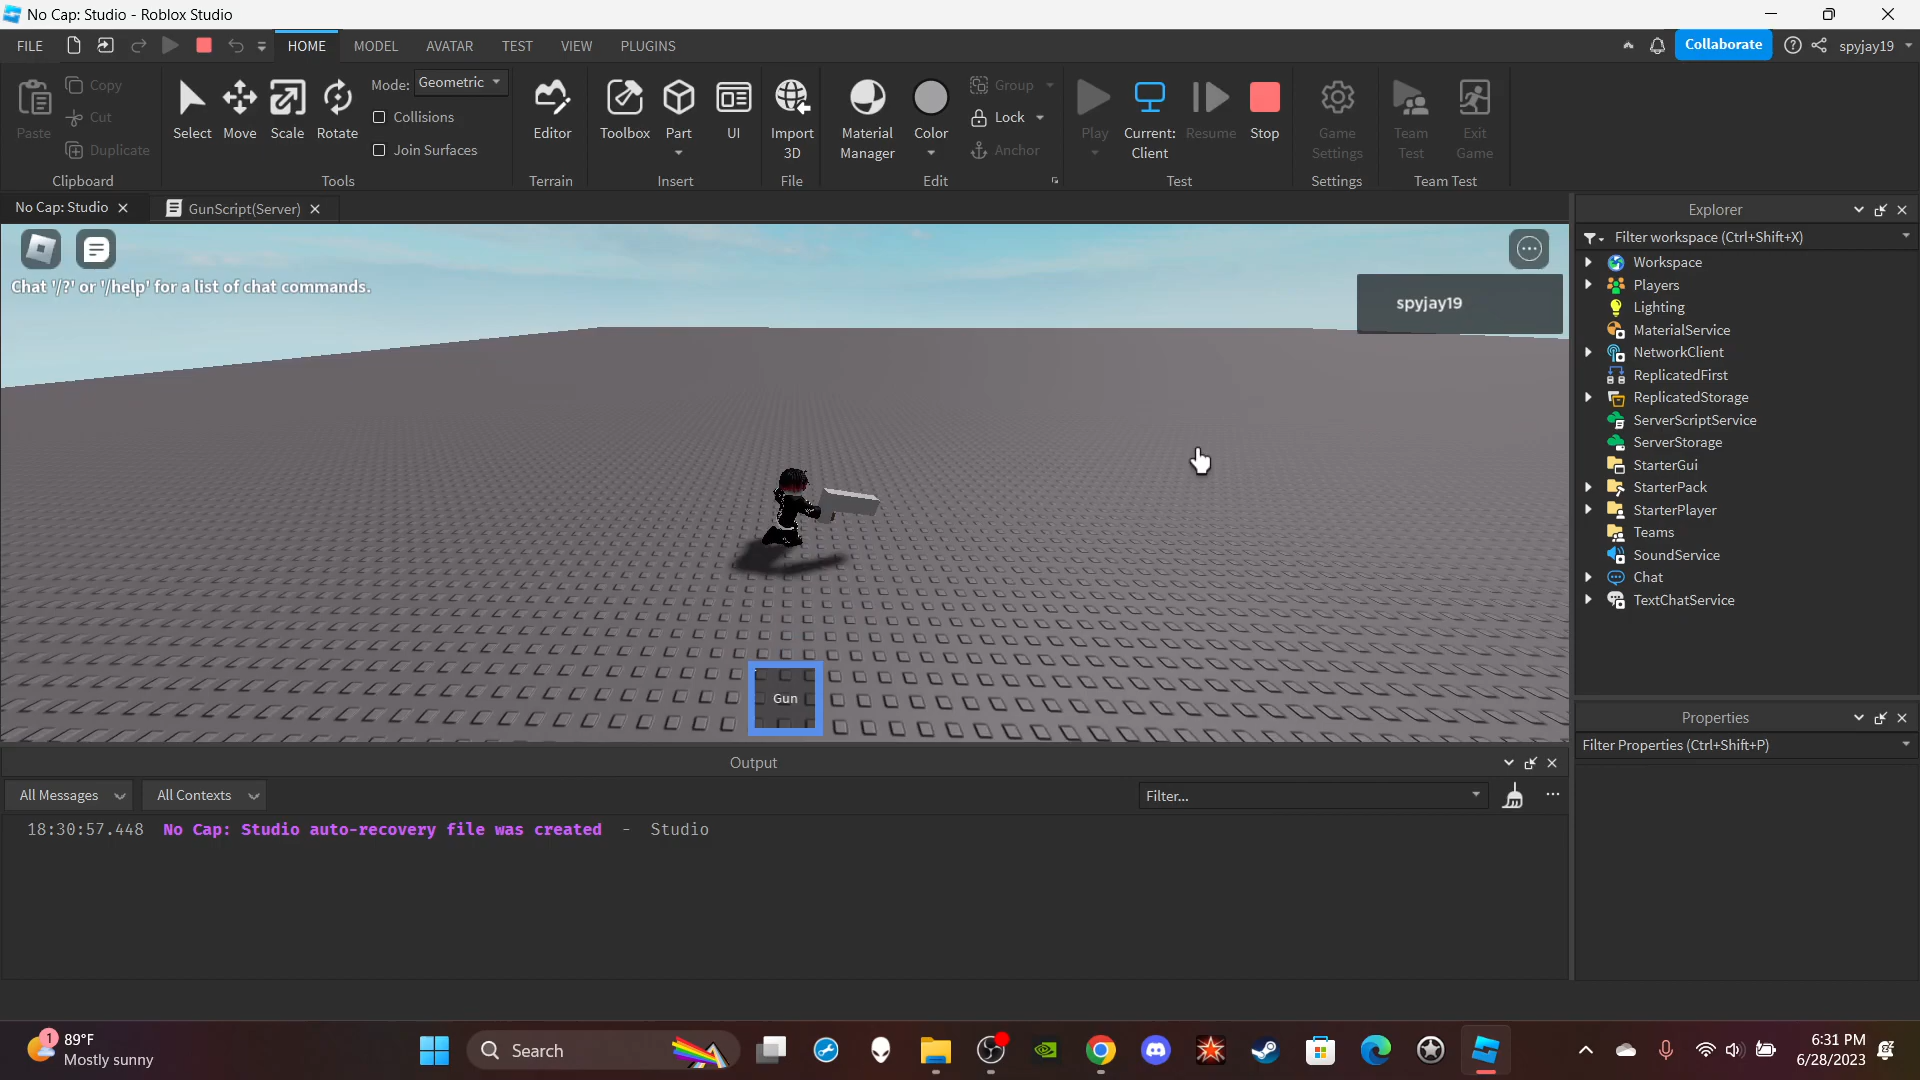 No Cap: Studio - Roblox Studio
FILE
HOME
MODEL
AVATAR
TEST
VIEW
PLUGINS
Collaborate
spyjay19
Paste
Copy
Cut
Duplicate
Clipboard
Select
Move
Scale
Rotate
Mode: Geometric
Collisions
Join Surfaces
Tools
Editor
Terrain
Toolbox
Part
UI
Insert
Import
3D
File
Material
Manager
Color
Group
Lock
Anchor
Edit
Play
Current:
Client
Resume
Stop
Test
Game
Settings
Settings
Team
Test
Exit
Game
Team Test
No Cap: Studio
GunScript(Server)
Chat '/?' or '/help' for a list of chat commands.
spyjay19
Gun
Explorer
Filter workspace (Ctrl+Shift+X)
Workspace
Players
Lighting
MaterialService
NetworkClient
ReplicatedFirst
ReplicatedStorage
ServerScriptService
ServerStorage
StarterGui
StarterPack
StarterPlayer
Teams
SoundService
Chat
TextChatService
Properties
Filter Properties (Ctrl+Shift+P)
Output
All Messages
All Contexts
Filter...
18:30:57.448 No Cap: Studio auto-recovery file was created - Studio
1
89°F
Mostly sunny
Search
6:31 PM
6/28/2023